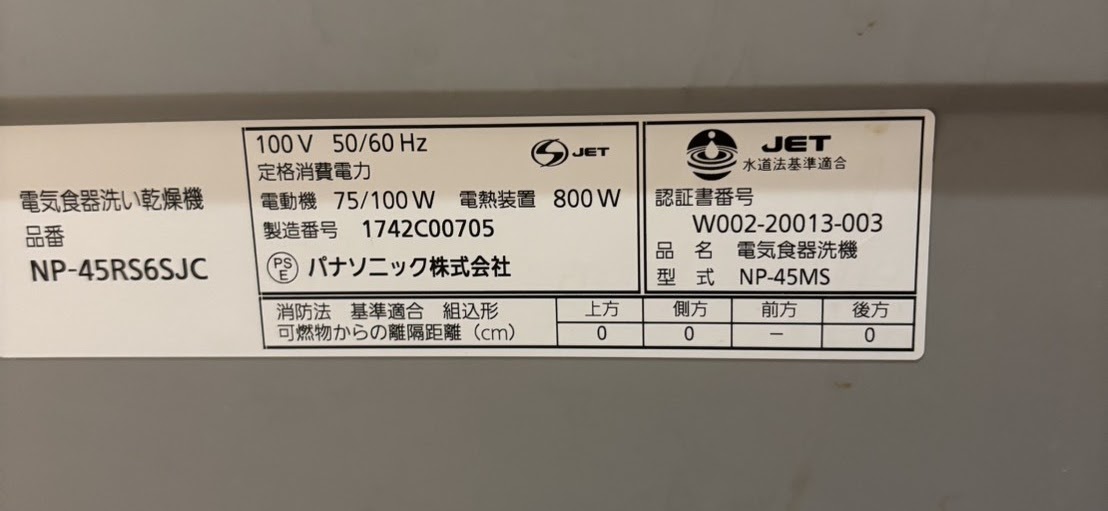 電気食器洗い乾燥機
品番
NP-45RS6SJC
100V 50/60 Hz
定格消費電力
電動機 75/100W 電熱装置 800W
製造番号 1742C00705
PSE パナソニック株式会社
JET
JET
水道法基準適合
認証書番号
W002-20013-003
品 名 電気食器洗機
型 式 NP-45MS
消防法 基準適合 組込形
可燃物からの離隔距離(cm)
上方 側方 前方 後方
0 0 — 0